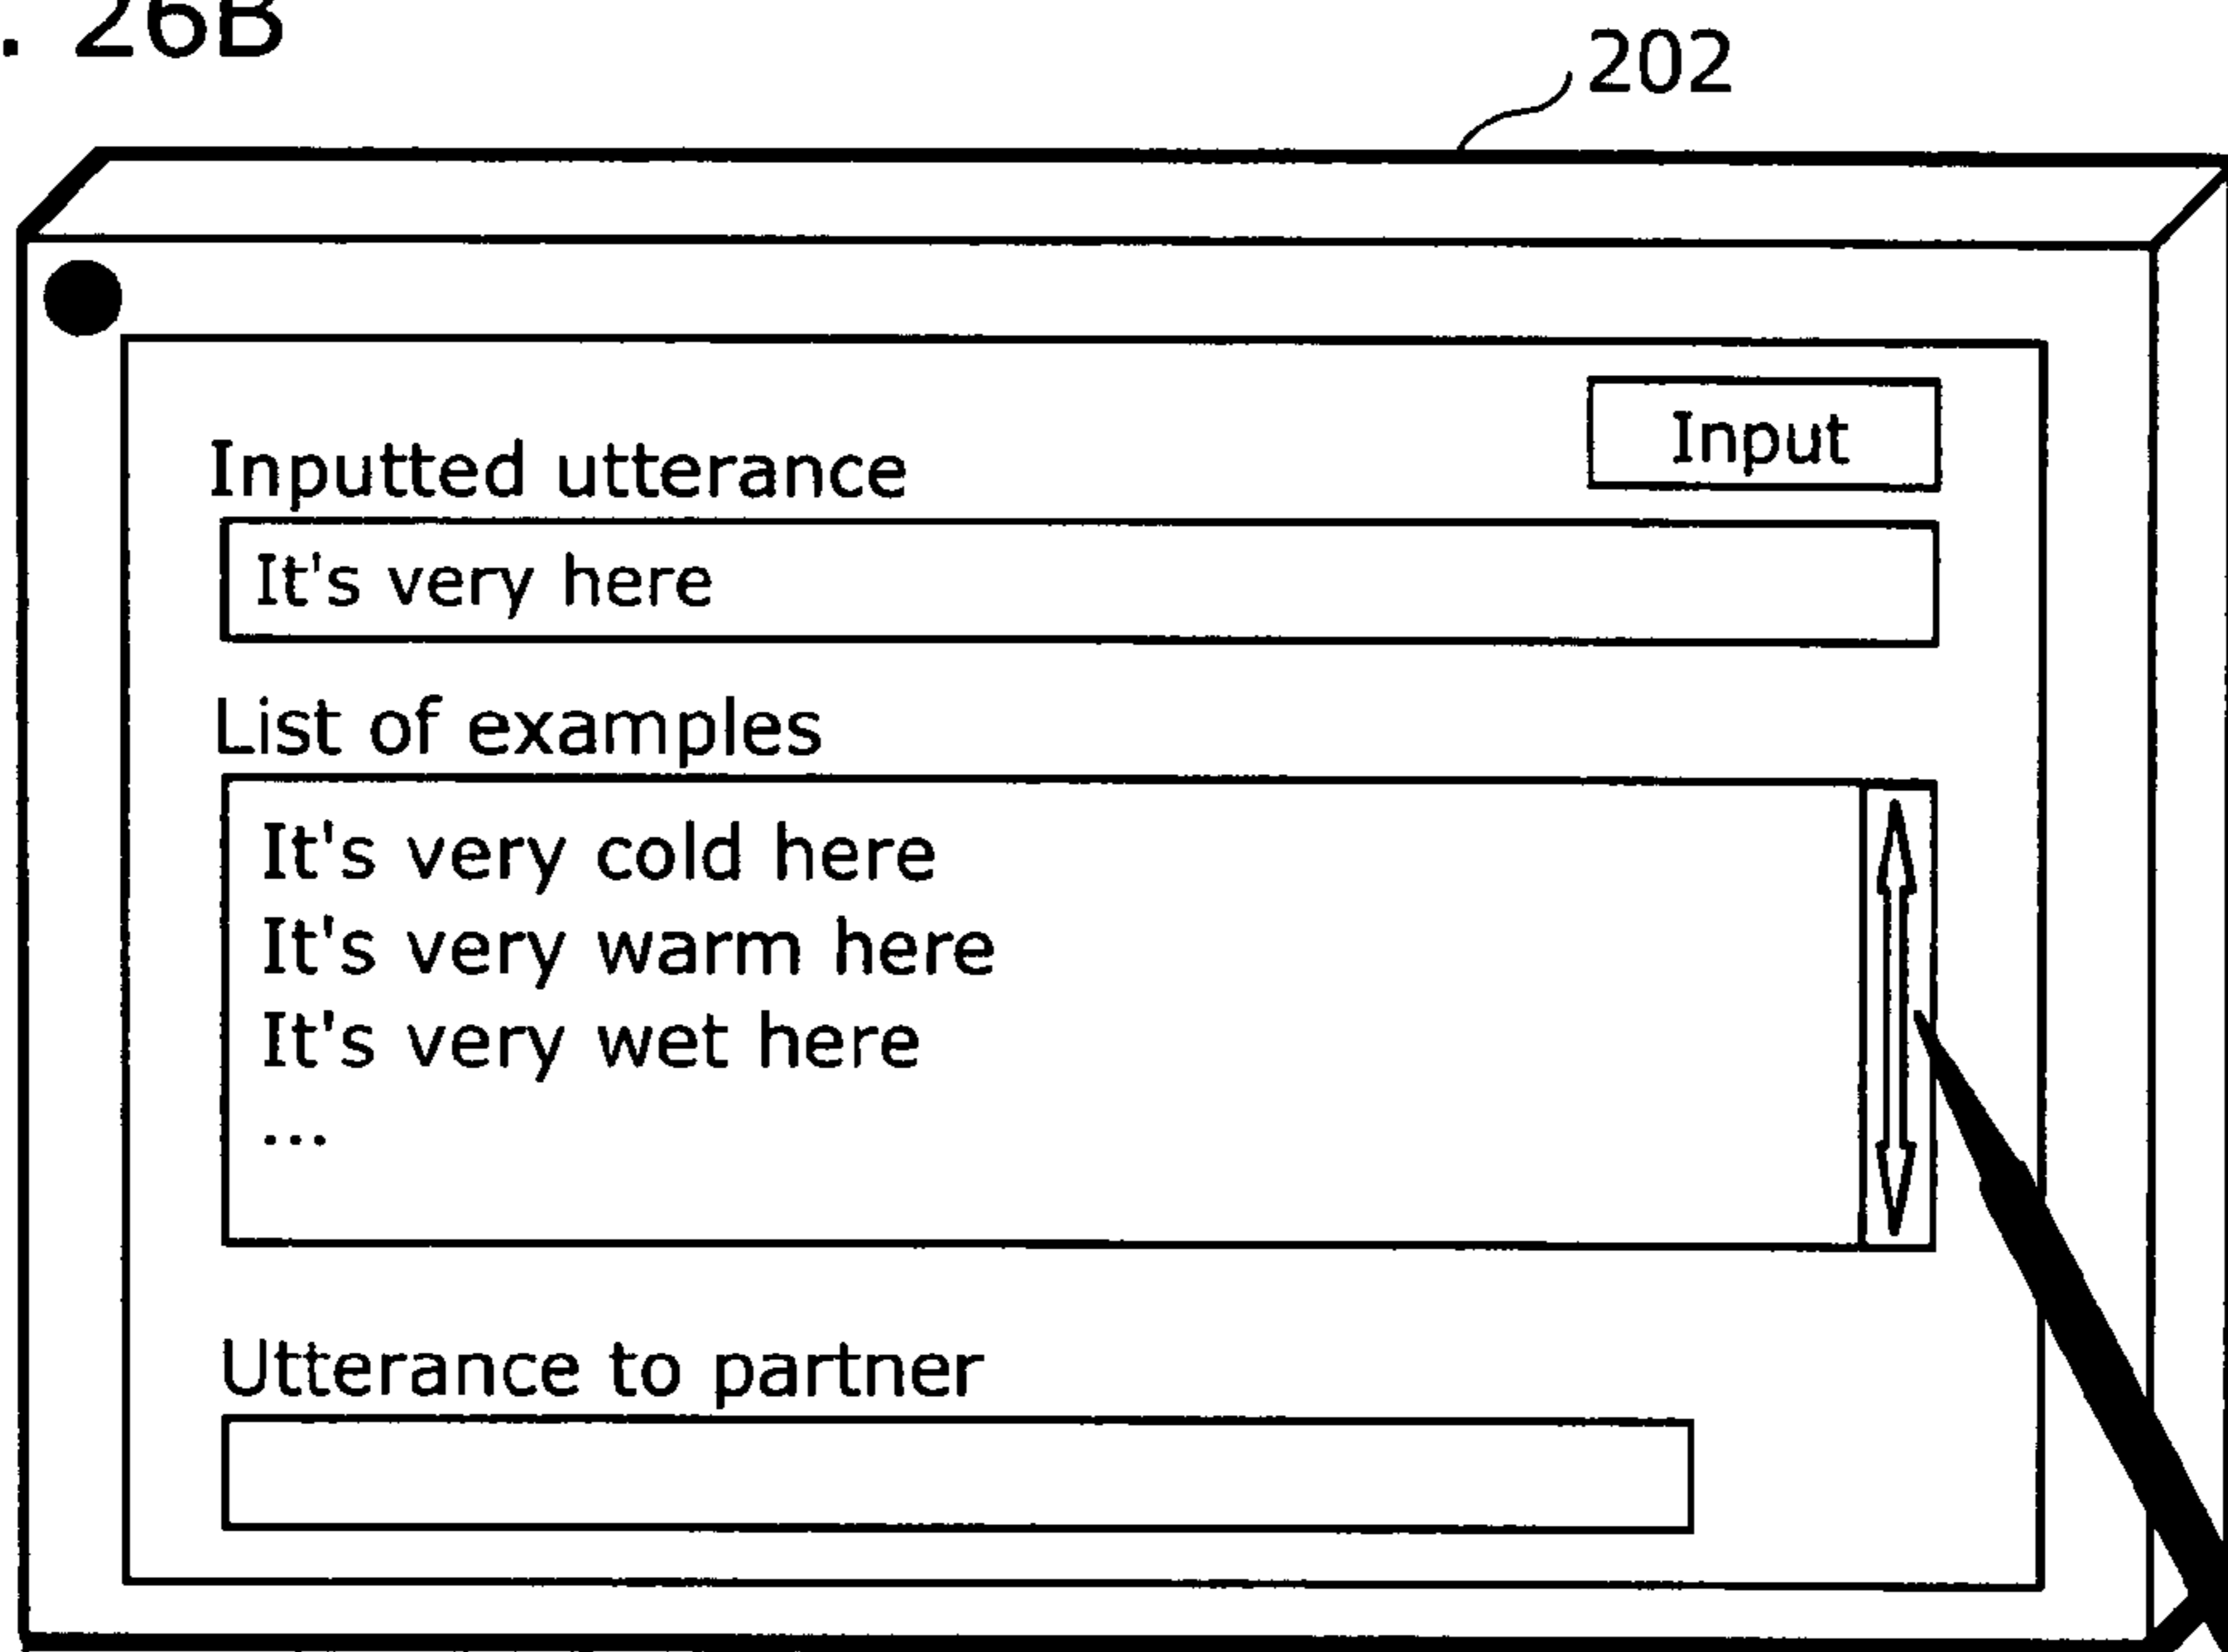 . 26B
202
Input
Inputted utterance
It's very here
List of examples
It's very cold here
It's very warm here
It's very wet here
...
Utterance to partner